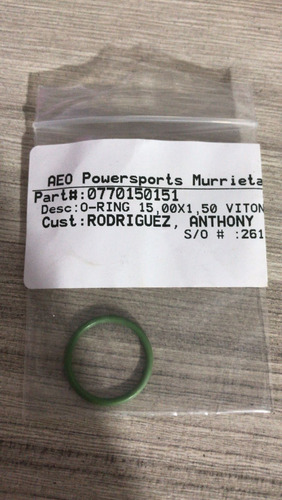 AEO Powersports Murrieta
Part#:0770150151
Desc:O-RING 15,00X1,50 VITON
Cust:RODRIGUEZ, ANTHONY
S/O # :261